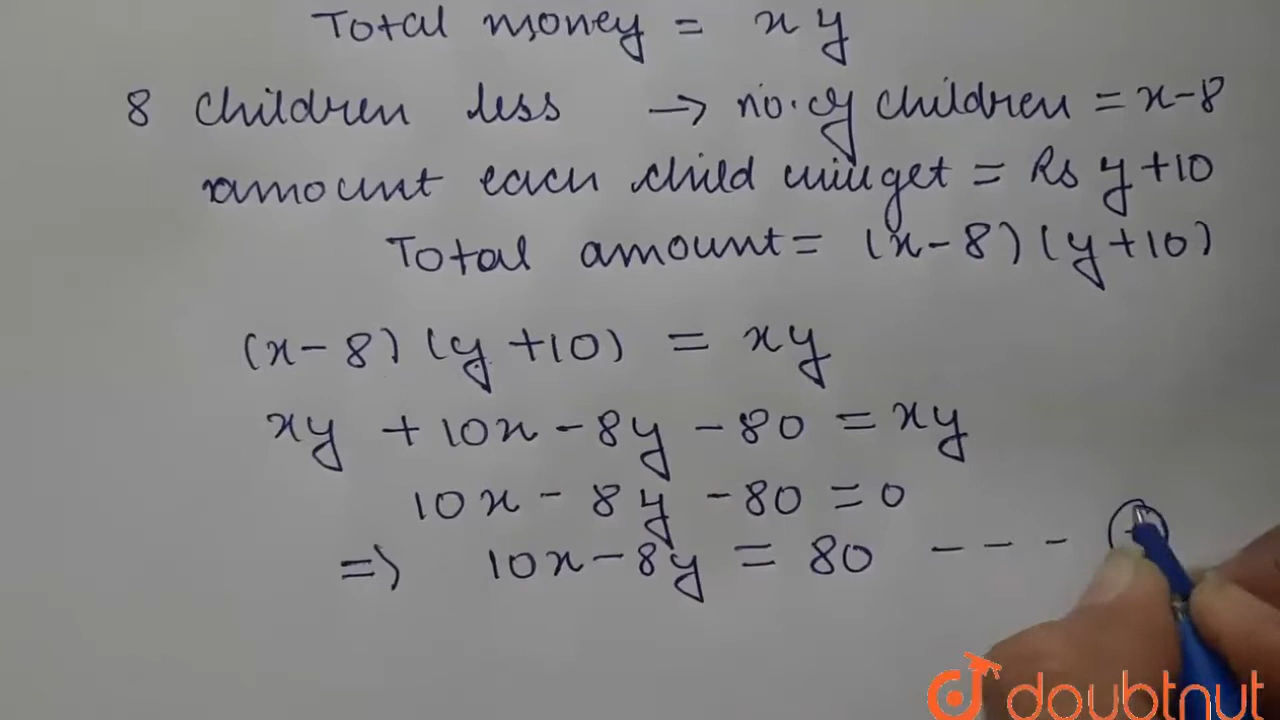 Total money = xy
8 children less → no. of children = x-8
amount each child will get = Rs y+10
Total amount = (x-8)(y+10)
(x-8)(y+10) = xy
xy + 10x - 8y - 80 = xy
10x - 8y - 80 = 0
=> 10x - 8y = 80 ----
doubtnut